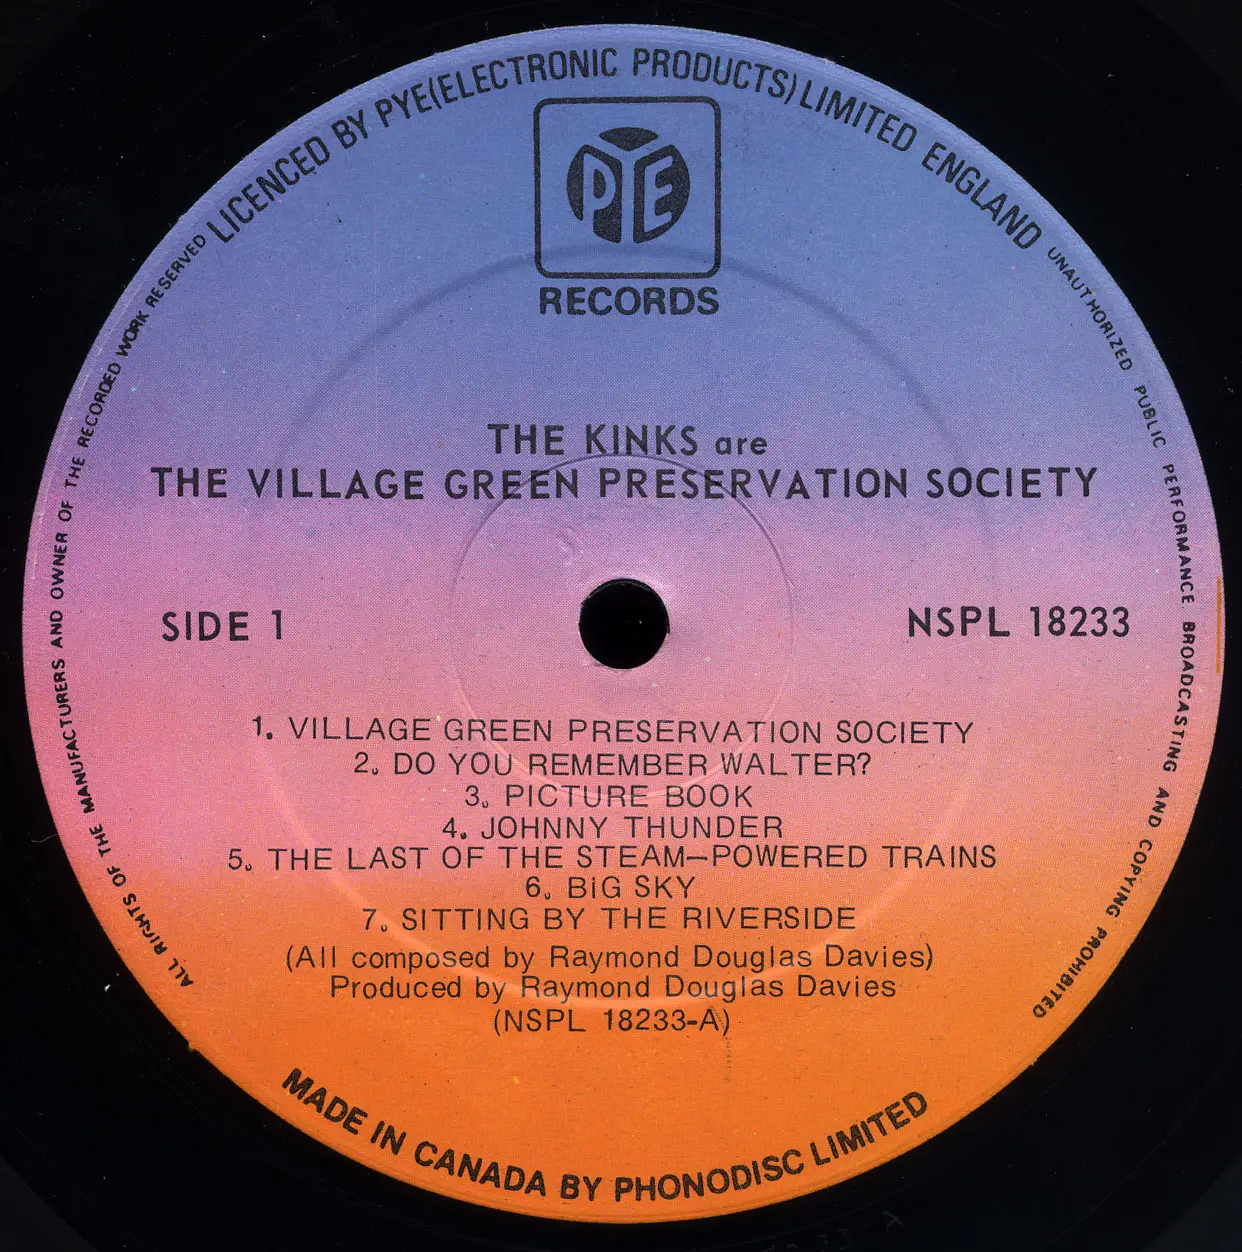 LICENCED BY PYE(ELECTRONIC PRODUCTS)LIMITED ENGLAND
PYE
RECORDS
THE KINKS are
THE VILLAGE GREEN PRESERVATION SOCIETY
SIDE 1
NSPL 18233
1. VILLAGE GREEN PRESERVATION SOCIETY
2. DO YOU REMEMBER WALTER?
3. PICTURE BOOK
4. JOHNNY THUNDER
5. THE LAST OF THE STEAM-POWERED TRAINS
6. BiG SKY
7. SITTING BY THE RIVERSIDE
(All composed by Raymond Douglas Davies)
Produced by Raymond Douglas Davies
(NSPL 18233-A)
MADE IN CANADA BY PHONODISC LIMITED
ALL RIGHTS OF THE MANUFACTURERS AND OWNER OF THE RECORDED WORK RESERVED
UNAUTHORIZED PUBLIC PERFORMANCE BROADCASTING AND COPYING PROHIBITED